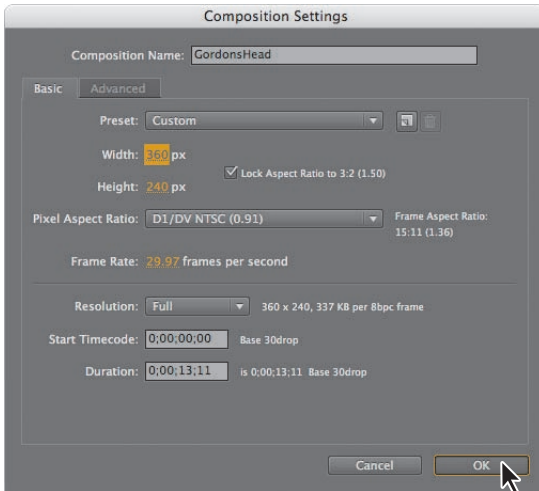 Composition Settings
Composition Name: GordonsHead
Basic Advanced
Preset: Custom
Width: 360 px
Lock Aspect Ratio to 3:2 (1.50)
Height: 240 px
Pixel Aspect Ratio: D1/DV NTSC (0.91) Frame Aspect Ratio:
15:11 (1.36)
Frame Rate: 29.97 frames per second
Resolution: Full 360 x 240, 337 KB per 8bpc frame
Start Timecode: 0;00;00;00 Base 30drop
Duration: 0;00;13;11 is 0;00;13;11 Base 30drop
Cancel OK